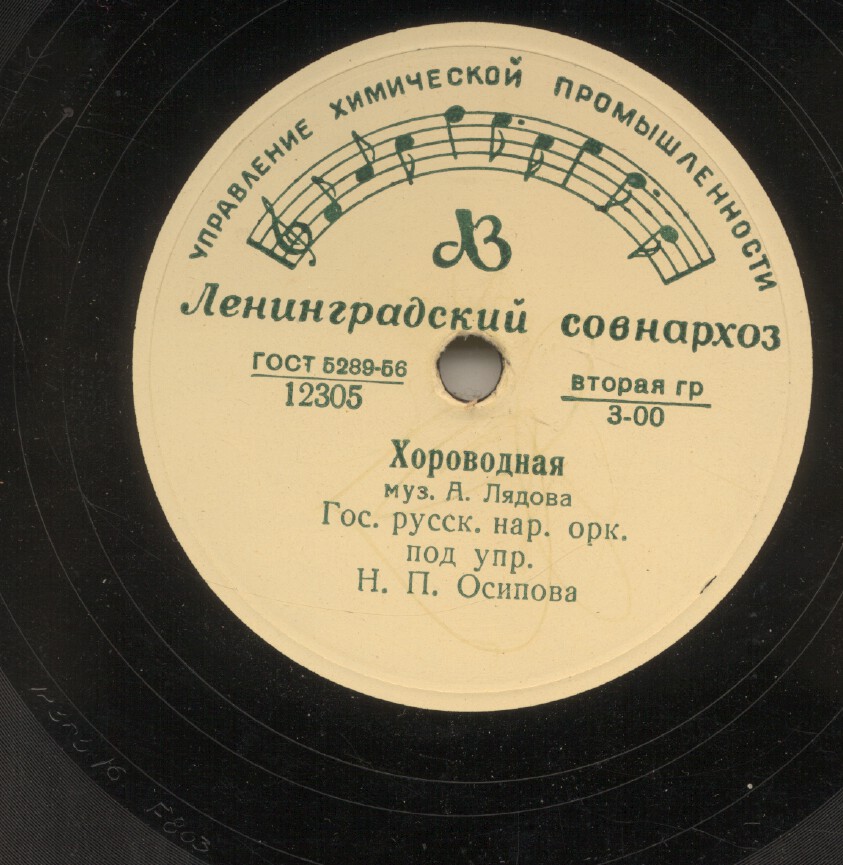 УПРАВЛЕНИЕ ХИМИЧЕСКОЙ ПРОМЫШЛЕННОСТИ
ЛЗ
Ленинградский совнархоз
ГОСТ 5289-56
12305
вторая гр
3-00
Хороводная
муз. А. Лядова
Гос. русск. нар. орк.
под упр.
Н. П. Осипова